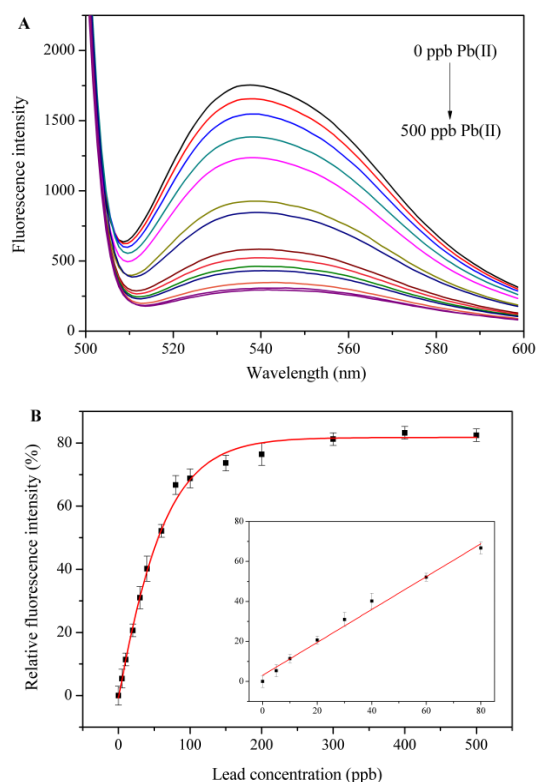 A
0 ppb Pb(II)
500 ppb Pb(II)
Fluorescence intensity
2000
1500
1000
500
0
500 520 540 560 580 600
Wavelength (nm)
B
Relative fluorescence intensity (%)
100
80
60
40
20
0
80
60
40
20
0
0 20 40 60 80
0 100 200 300 400 500
Lead concentration (ppb)